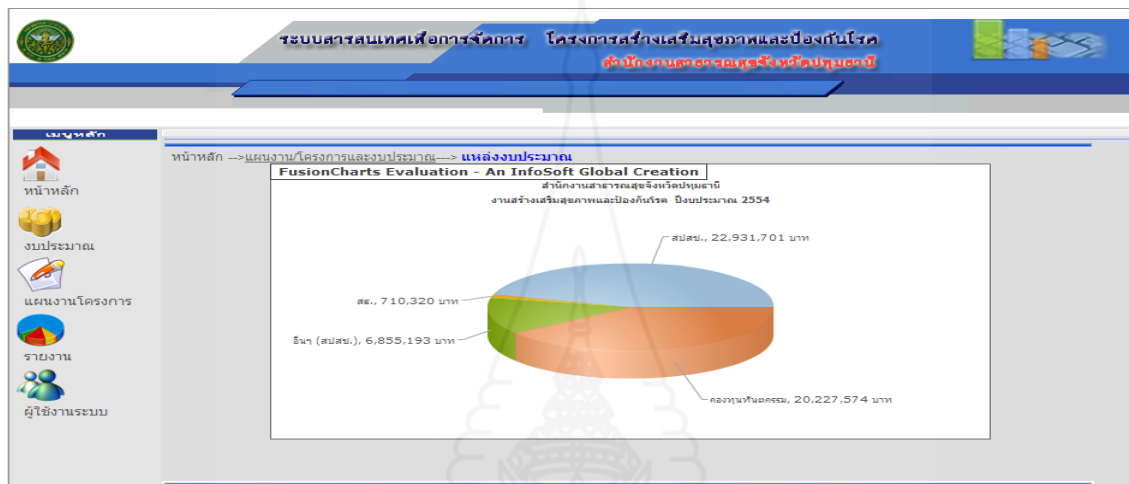 ระบบสารสนเทศเพื่อการจัดการ โครงการสร้างเสริมสุขภาพและป้องกันโรค
สำนักงานสาธารณสุขจังหวัดปทุมธานี
เมนูหลัก
หน้าหลัก -->แผนงาน/โครงการและงบประมาณ---> แหล่งงบประมาณ
หน้าหลัก
งบประมาณ
แผนงานโครงการ
รายงาน
ผู้ใช้งานระบบ
FusionCharts Evaluation - An InfoSoft Global Creation
สำนักงานสาธารณสุขจังหวัดปทุมธานี
งานสร้างเสริมสุขภาพและป้องกันโรค ปีงบประมาณ 2554
สปสช., 22,931,701 บาท
สธ., 710,320 บาท
อื่นๆ (สปสช.), 6,855,193 บาท
กองทุนทันตกรรม, 20,227,574 บาท